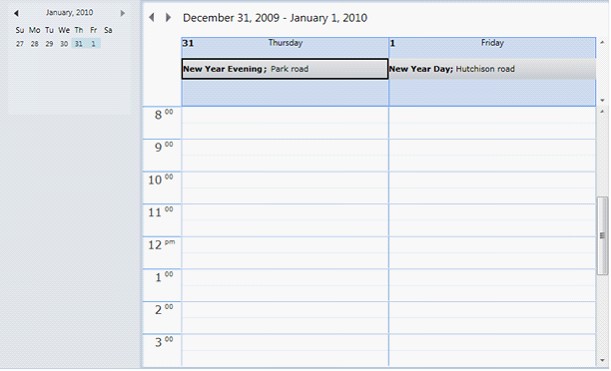 January, 2010
Su Mo Tu We Th Fr Sa
27 28 29 30 31 1
December 31, 2009 - January 1, 2010
31 Thursday 1 Friday
New Year Evening; Park road New Year Day; Hutchison road
8 00
9 00
10 00
11 00
12 pm
1 00
2 00
3 00